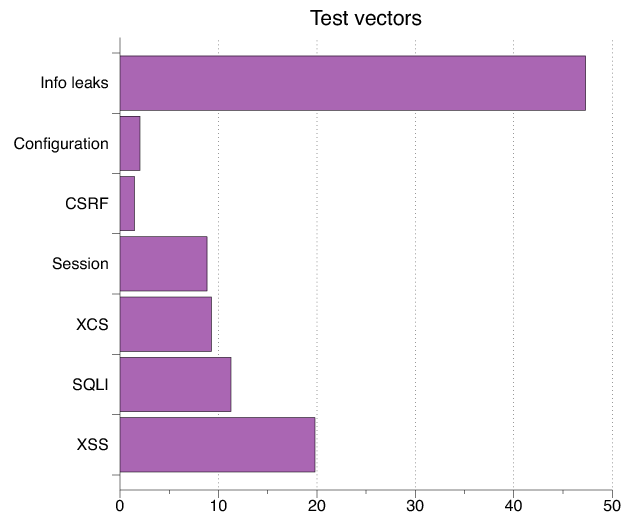 Test vectors
Info leaks
Configuration
CSRF
Session
XCS
SQLI
XSS
0 10 20 30 40 50